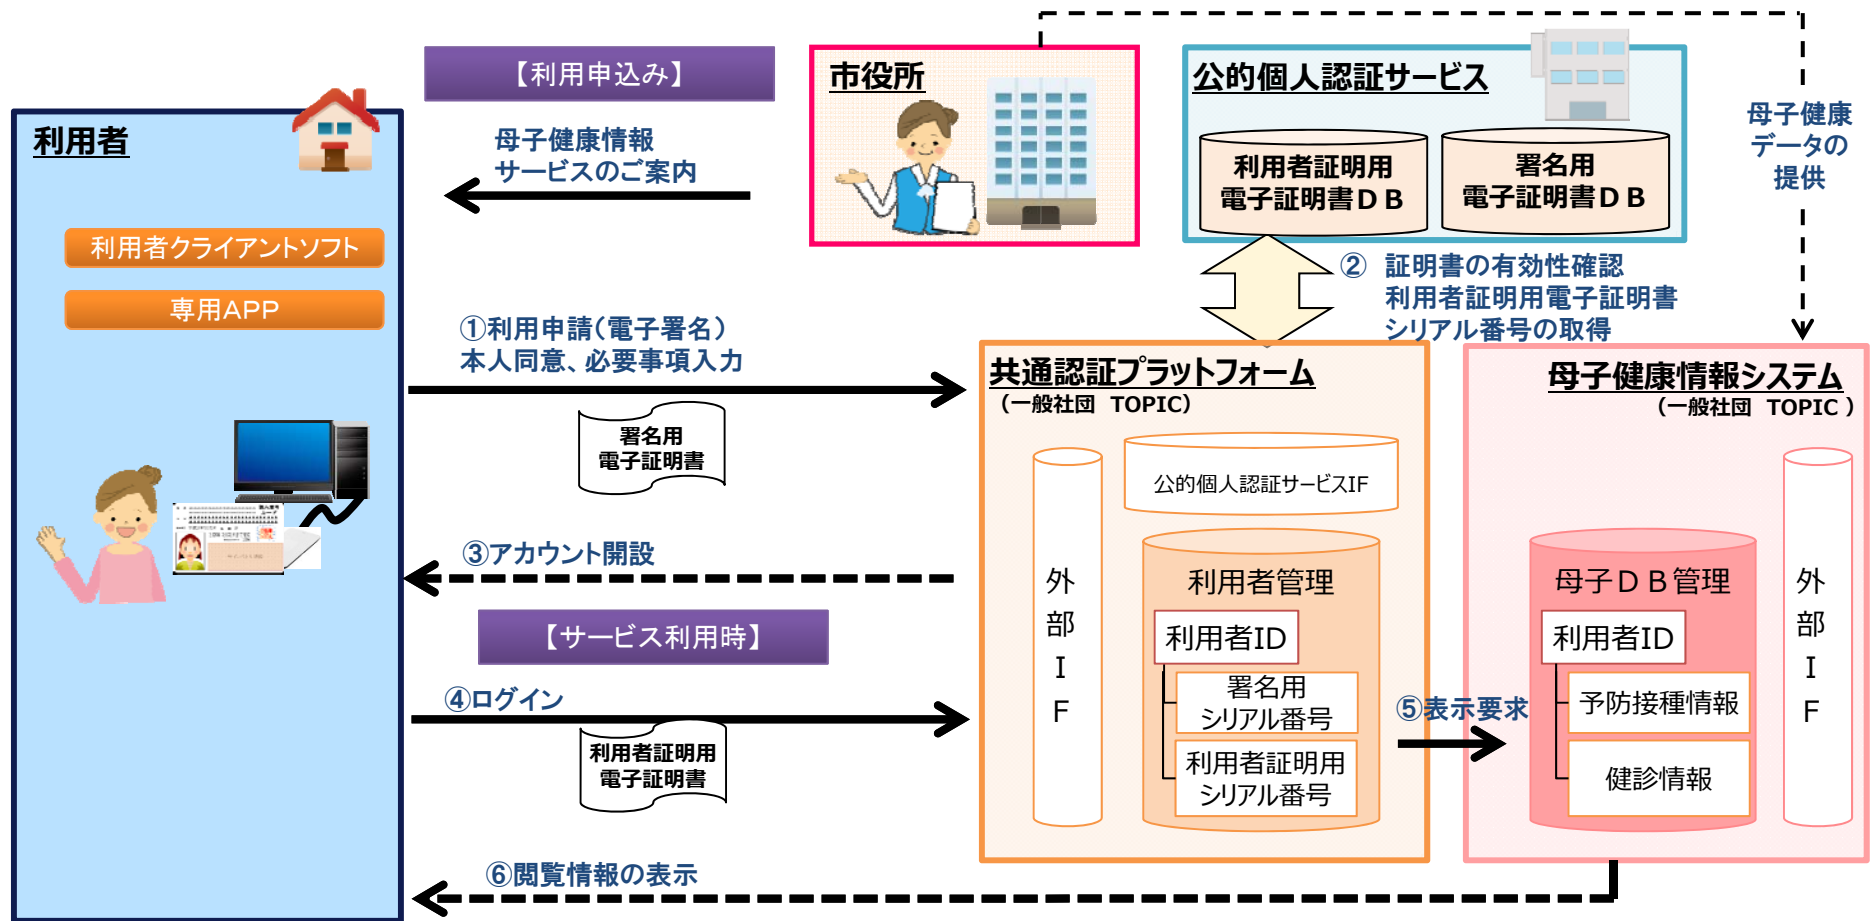 【利用申込み】
利用者
母子健康情報
サービスのご案内
利用者クライアントソフト
専用APP
市役所
公的個人認証サービス
利用者証明用
電子証明書DB
署名用
電子証明書DB
母子健康
データの
提供
① 利用申請(電子署名)
本人同意、必要事項入力
署名用
電子証明書
② 証明書の有効性確認
利用者証明用電子証明書
シリアル番号の取得
共通認証プラットフォーム
(一般社団 TOPIC)
外部IF
公的個人認証サービスIF
利用者管理
利用者ID
署名用
シリアル番号
利用者証明用
シリアル番号
母子健康情報システム
(一般社団 TOPIC )
母子DB管理
利用者ID
予防接種情報
健診情報
外部IF
③アカウント開設
【サービス利用時】
④ログイン
利用者証明用
電子証明書
⑤表示要求
⑥閲覧情報の表示